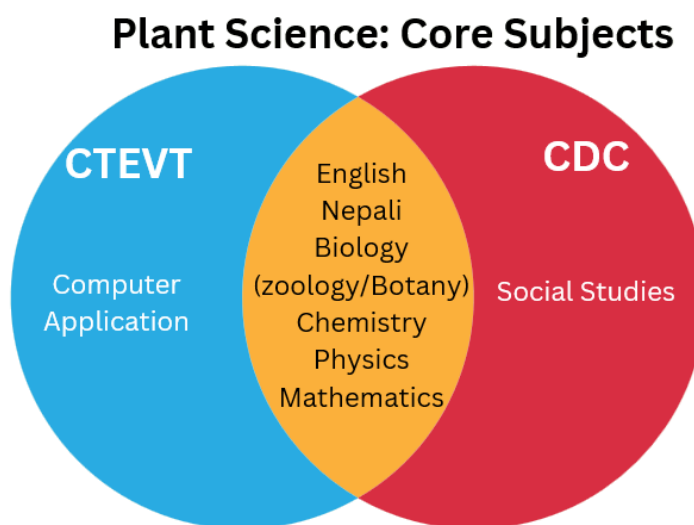 Plant Science: Core Subjects
CTEVT
Computer
Application
English
Nepali
Biology
(zoology/Botany)
Chemistry
Physics
Mathematics
CDC
Social Studies